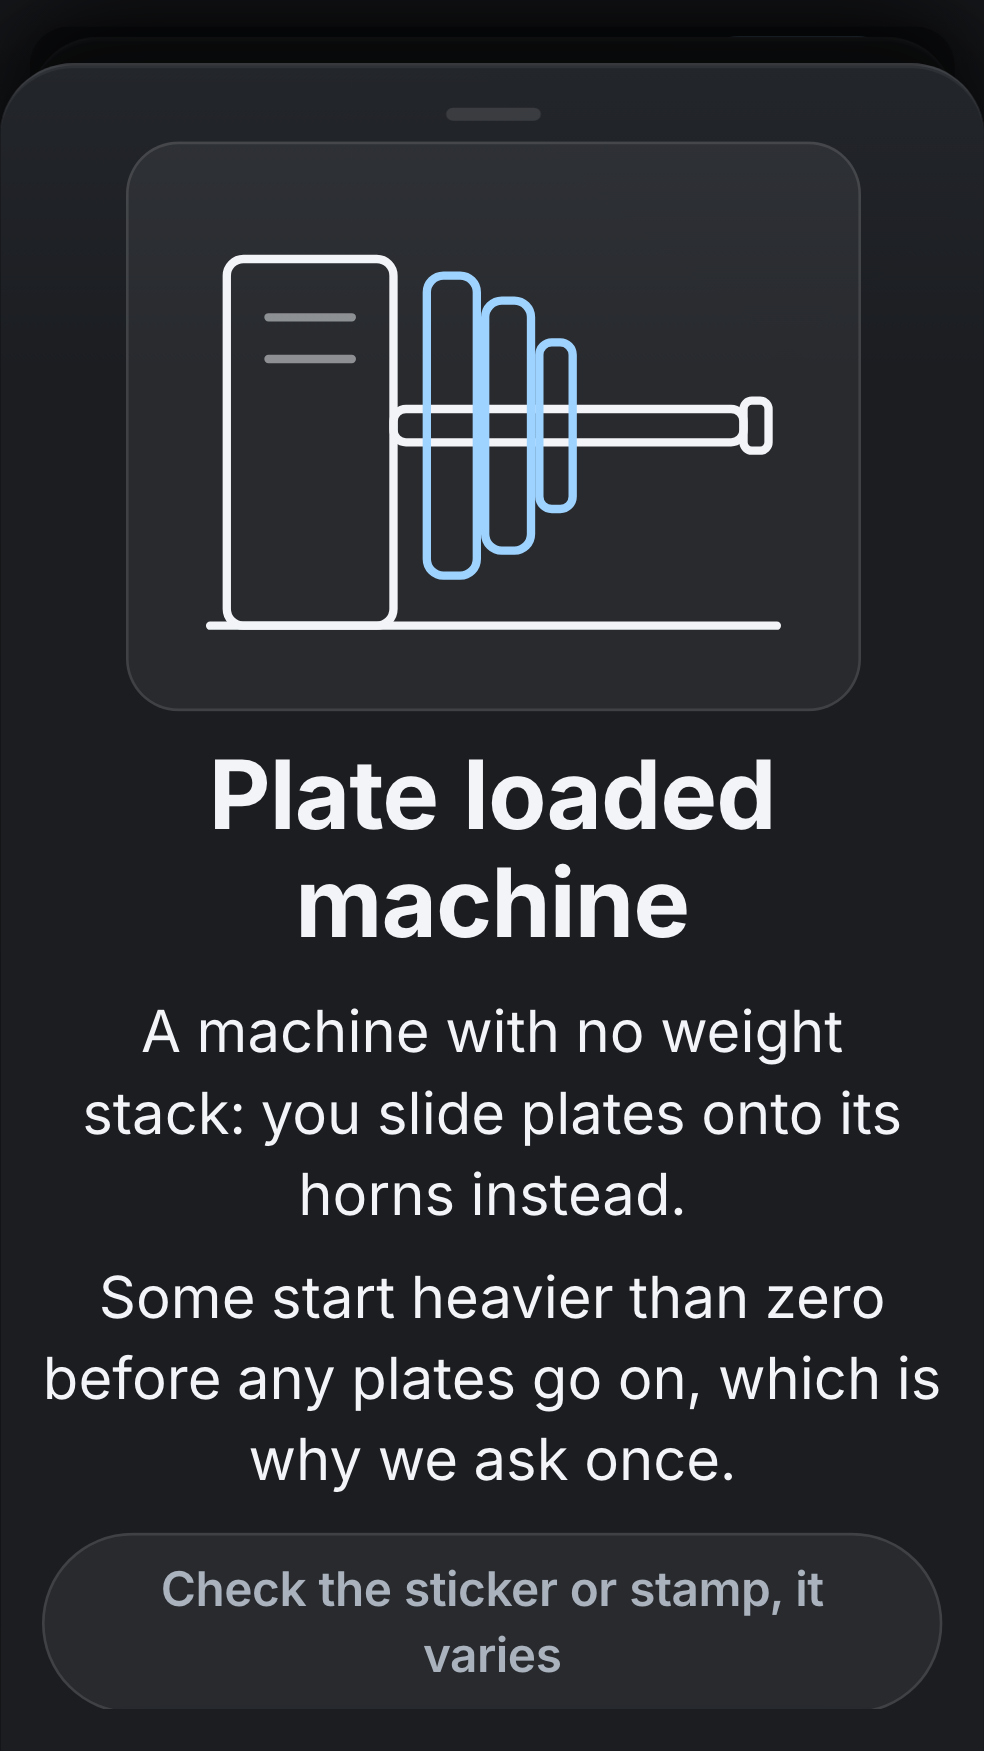 Plate loaded
machine
A machine with no weight
stack: you slide plates onto its
horns instead.
Some start heavier than zero
before any plates go on, which is
why we ask once.
Check the sticker or stamp, it
varies